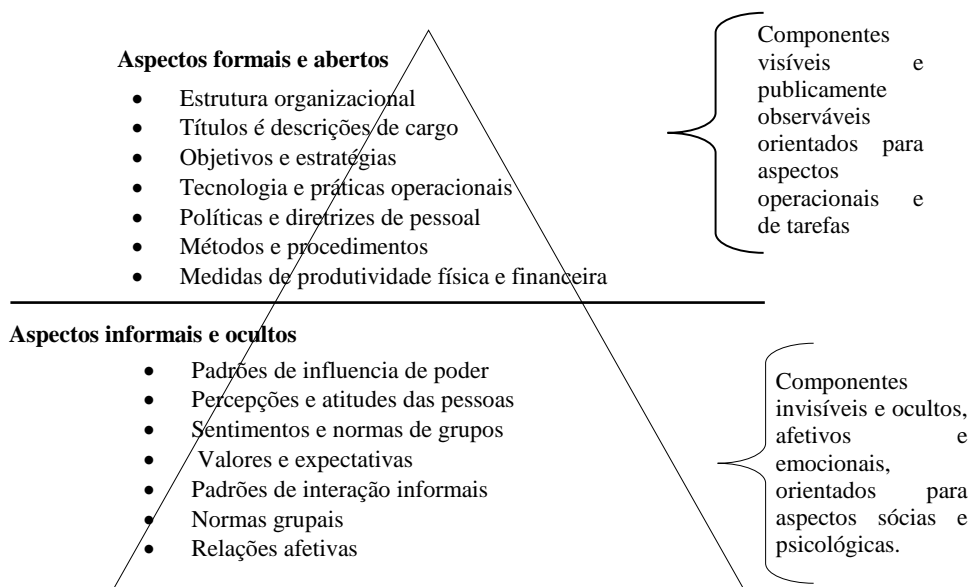 Aspectos formais e abertos
• Estrutura organizacional
• Títulos é descrições de cargo
• Objetivos e estratégias
• Tecnologia e práticas operacionais
• Políticas e diretrizes de pessoal
• Métodos e procedimentos
• Medidas de produtividade física e financeira
Componentes
visíveis e
publicamente
observáveis
orientados para
aspectos
operacionais e
de tarefas
Aspectos informais e ocultos
• Padrões de influencia de poder
• Percepções e atitudes das pessoas
• Sentimentos e normas de grupos
• Valores e expectativas
• Padrões de interação informais
• Normas grupais
• Relações afetivas
Componentes
invisíveis e ocultos,
afetivos e
emocionais,
orientados para
aspectos sócias e
psicológicas.